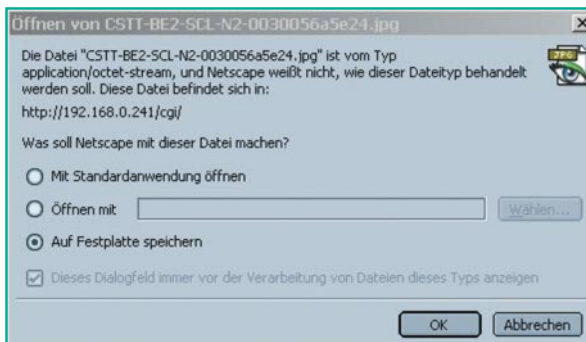 Öffnen von CSTT-BE2-SCL-N2-0030056a5e24.jpg
Die Datei "CSTT-BE2-SCL-N2-0030056a5e24.jpg" ist vom Typ
application/octet-stream, und Netscape weißt nicht, wie dieser Dateityp behandelt
werden soll. Diese Datei befindet sich in:
http://192.168.0.241/cgi/
Was soll Netscape mit dieser Datei machen?
Mit Standardanwendung öffnen
Öffnen mit
Wählen...
Auf Festplatte speichern
Dieses Dialogfeld immer vor der Verarbeitung von Dateien dieses Typs anzeigen
OK
Abbrechen
JPG